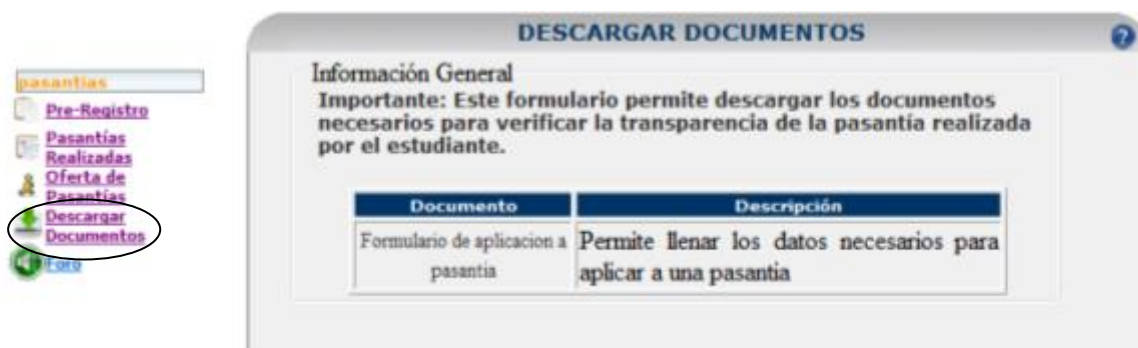 pasantías
Pre-Registro
Pasantías
Realizadas
Oferta de
Pasantías
Descargar
Documentos
Foro
DESCARGAR DOCUMENTOS
?
Información General
Importante: Este formulario permite descargar los documentos
necesarios para verificar la transparencia de la pasantía realizada
por el estudiante.
Documento Descripción
Formulario de aplicacion a
pasantia
Permite llenar los datos necesarios para
aplicar a una pasantia